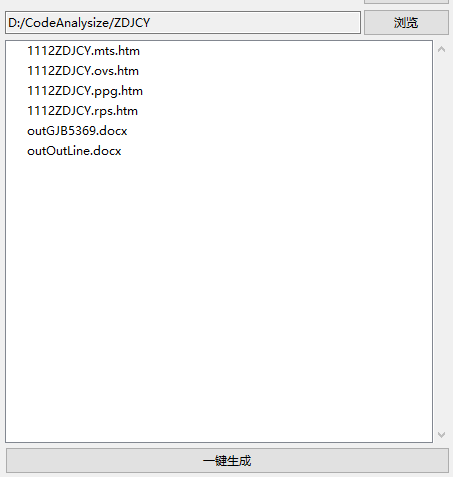 D:/CodeAnalysize/ZDJCY
浏览
1112ZDJCY.mts.htm
1112ZDJCY.ovs.htm
1112ZDJCY.ppg.htm
1112ZDJCY.rps.htm
outGJB5369.docx
outOutLine.docx
一键生成